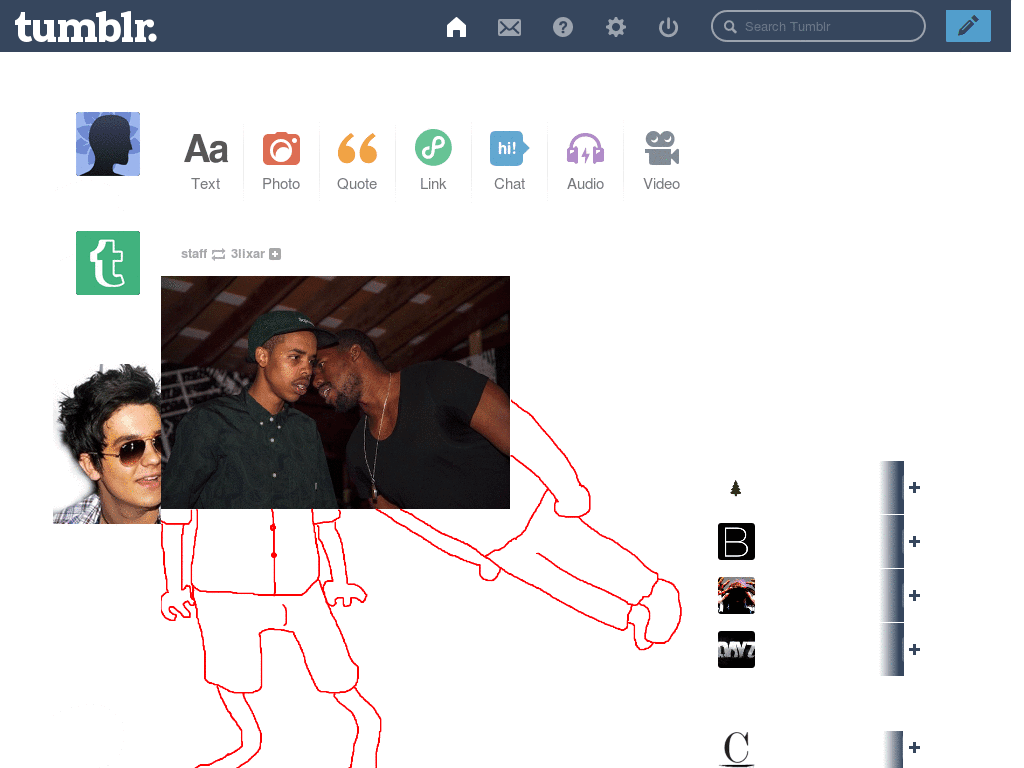 tumblr.
Search Tumblr
Aa
hi!
Text Photo Quote Link Chat Audio Video
t
staff 3lixar
B
DAYZ
C